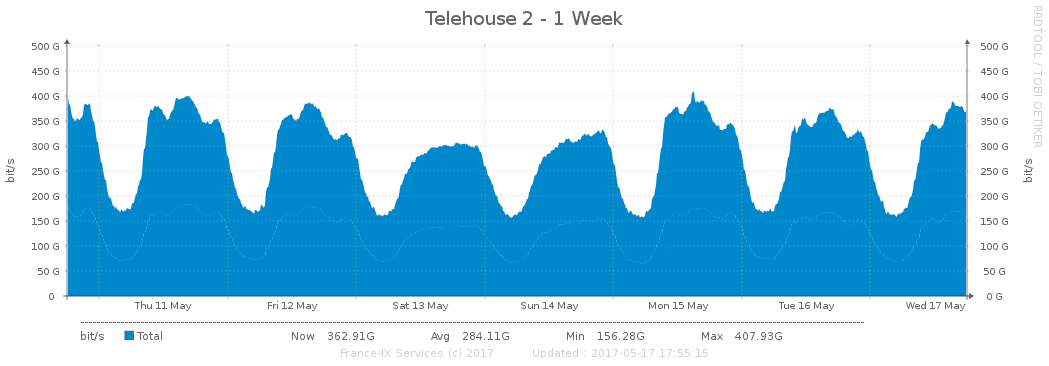 Telehouse 2 - 1 Week
RRDTOOL / TOBI OETIKER
500 G 500 G
450 G 450 G
400 G 400 G
350 G 350 G
300 G 300 G
250 G 250 G
200 G 200 G
150 G 150 G
100 G 100 G
50 G 50 G
0 0 G
bit/s bit/s
Thu 11 May Fri 12 May Sat 13 May Sun 14 May Mon 15 May Tue 16 May Wed 17 May
bit/s Total Now 362.91G Avg 284.11G Min 156.28G Max 407.93G
France-IX Services (c) 2017 Updated : 2017-05-17 17:55:15